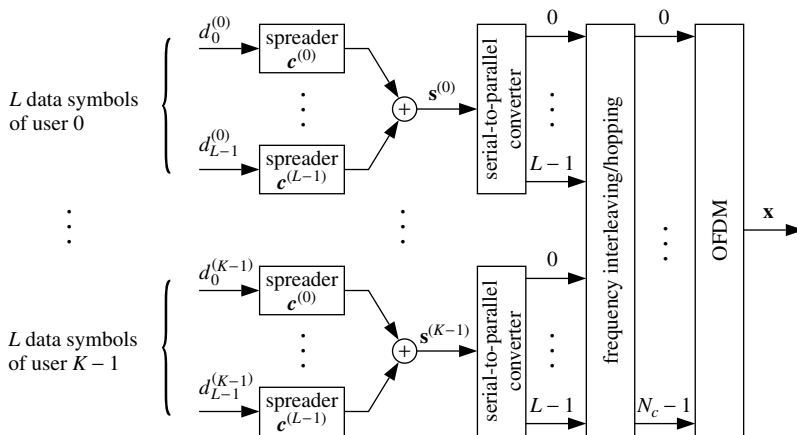 L data symbols
of user 0
d_0^{(0)}
spreader
c^{(0)}
d_{L−1}^{(0)}
spreader
c^{(L−1)}
+
s^{(0)}
serial-to-parallel
converter
0
L − 1
L data symbols
of user K − 1
d_0^{(K−1)}
spreader
c^{(0)}
d_{L−1}^{(K−1)}
spreader
c^{(L−1)}
+
s^{(K−1)}
serial-to-parallel
converter
0
L − 1
frequency interleaving/hopping
0
N_c − 1
OFDM
x